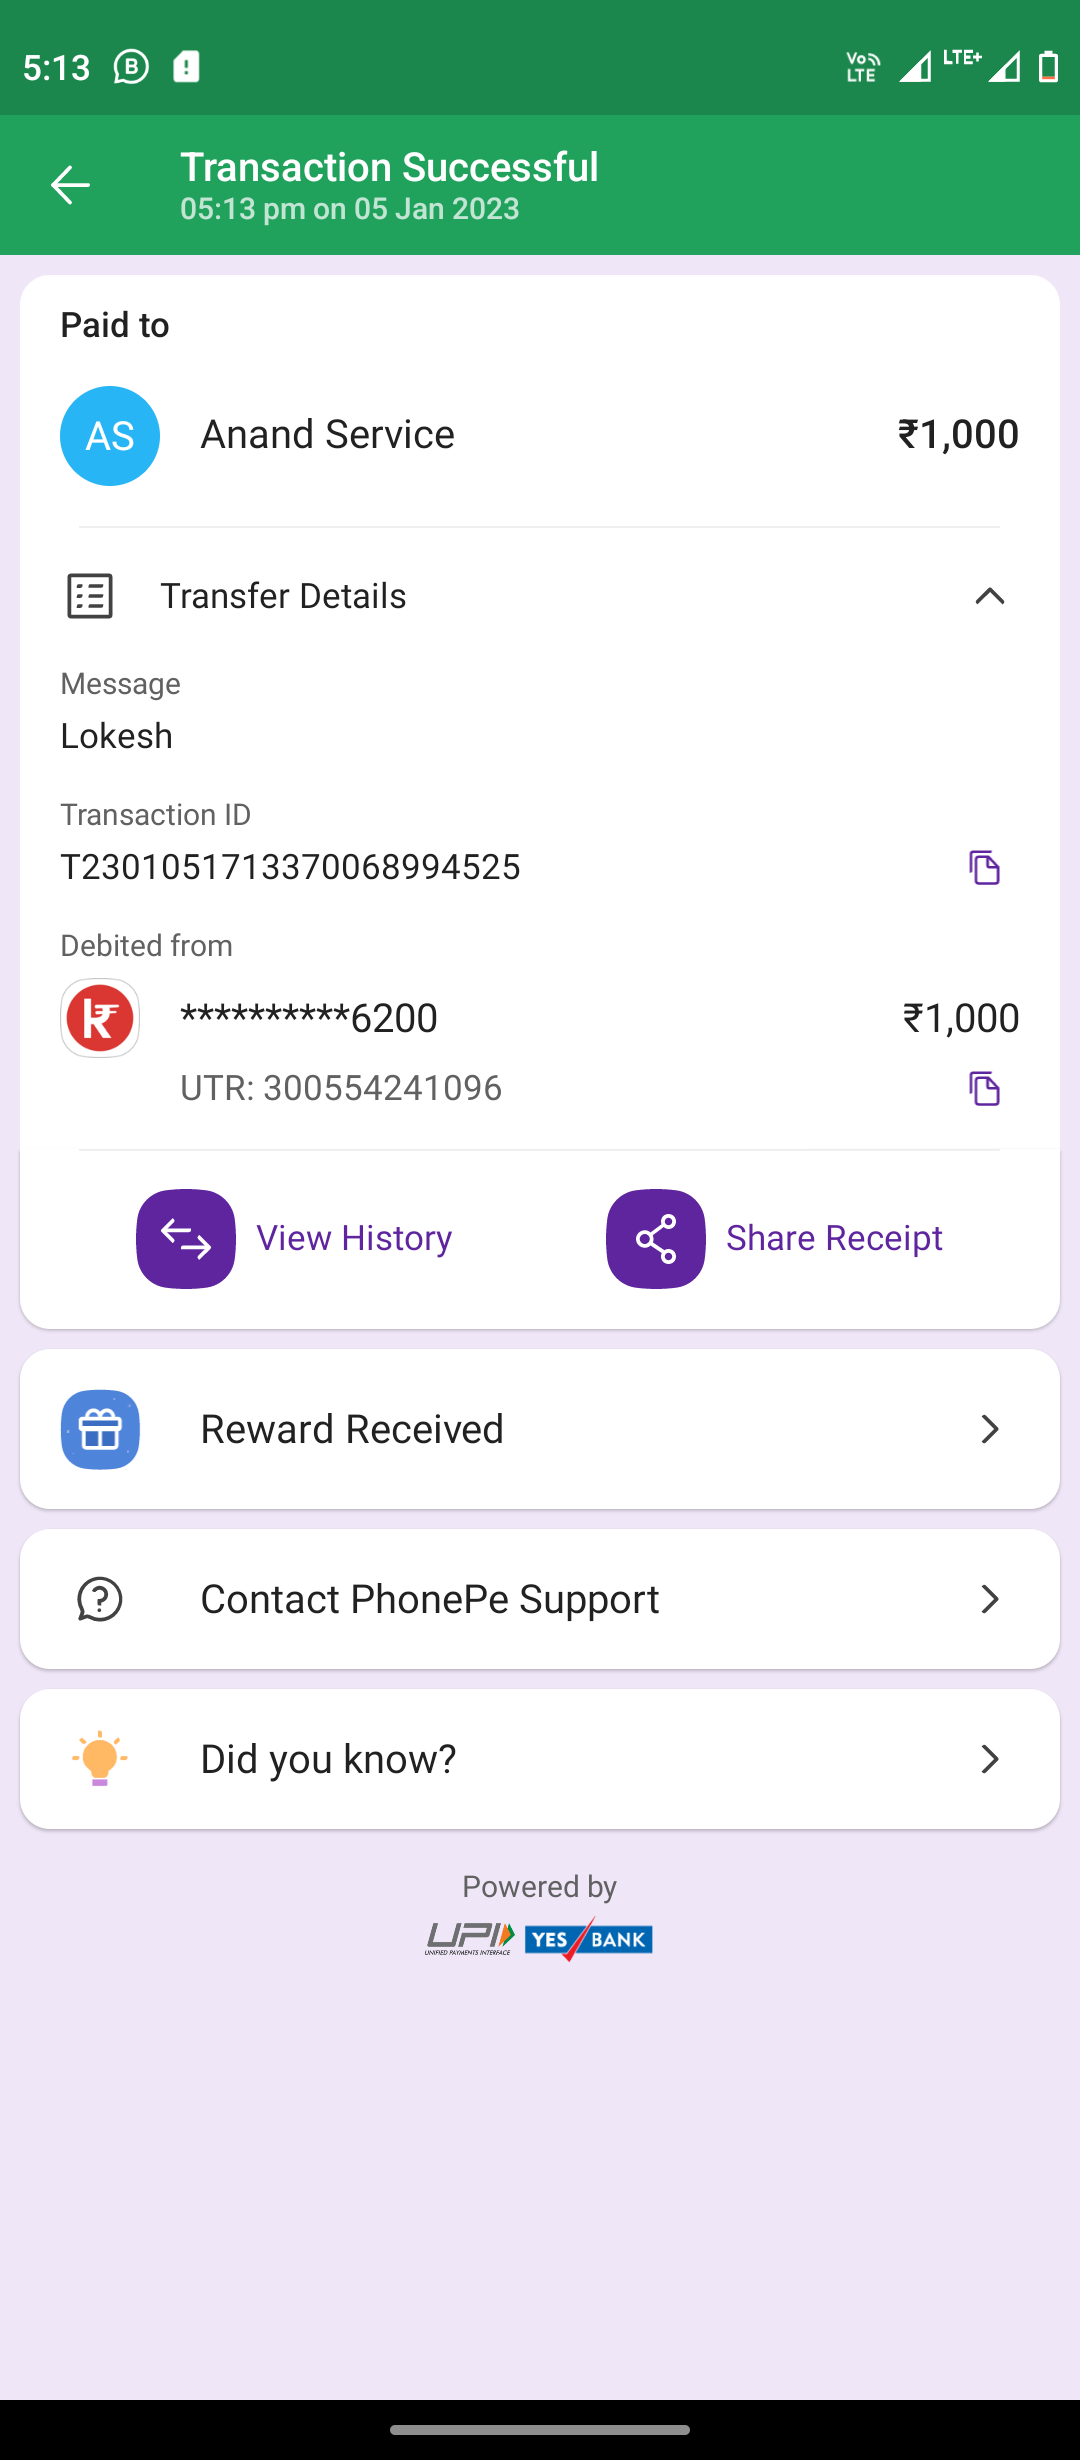 5:13 B Vo LTE LTE+
Transaction Successful
05:13 pm on 05 Jan 2023
Paid to
AS Anand Service ₹1,000
Transfer Details
Message
Lokesh
Transaction ID
T2301051713370068994525
Debited from
**********6200 ₹1,000
UTR: 300554241096
View History Share Receipt
Reward Received
Contact PhonePe Support
Did you know?
Powered by
UPI YES BANK
UNIFIED PAYMENTS INTERFACE